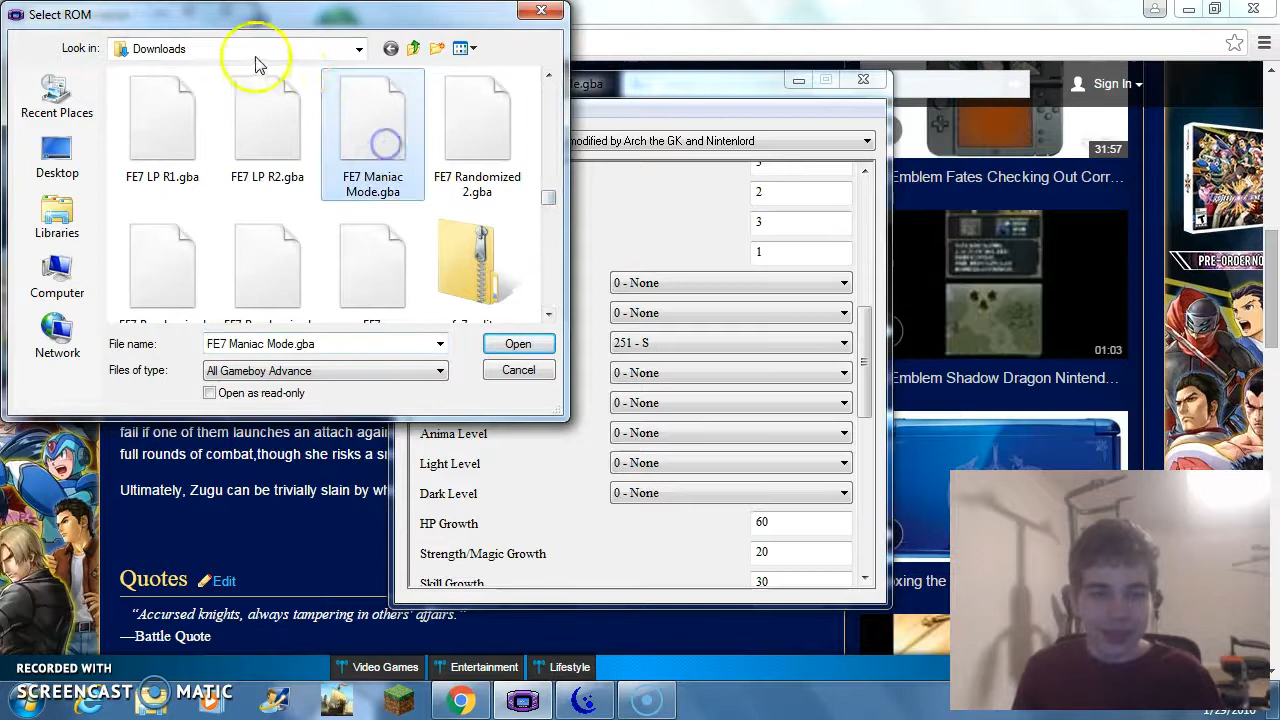 Select ROM
Look in:
Downloads
Recent Places
Desktop
Libraries
Computer
Network
FE7 LP R1.gba
FE7 LP R2.gba
FE7 Maniac
Mode.gba
FE7 Randomized
2.gba
File name:
FE7 Maniac Mode.gba
Open
Files of type:
All Gameboy Advance
Cancel
Open as read-only
modified by Arch the GK and Nintenlord
2
3
1
0 - None
0 - None
251 - S
0 - None
0 - None
Anima Level
0 - None
Light Level
0 - None
Dark Level
0 - None
HP Growth
60
Strength/Magic Growth
20
Skill Growth
30
Sign In
31:57
Emblem Fates Checking Out Corr...
01:03
Emblem Shadow Dragon Nintend...
PRE-ORDER NO
oxing the
fail if one of them launches an attach again
full rounds of combat,though she risks a
Ultimately, Zugu can be trivially slain by
Quotes
Edit
“Accursed knights, always tampering in others' affairs.”
—Battle Quote
Video Games
Entertainment
Lifestyle
RECORDED WITH
SCREENCAST MATIC
1/29/2016